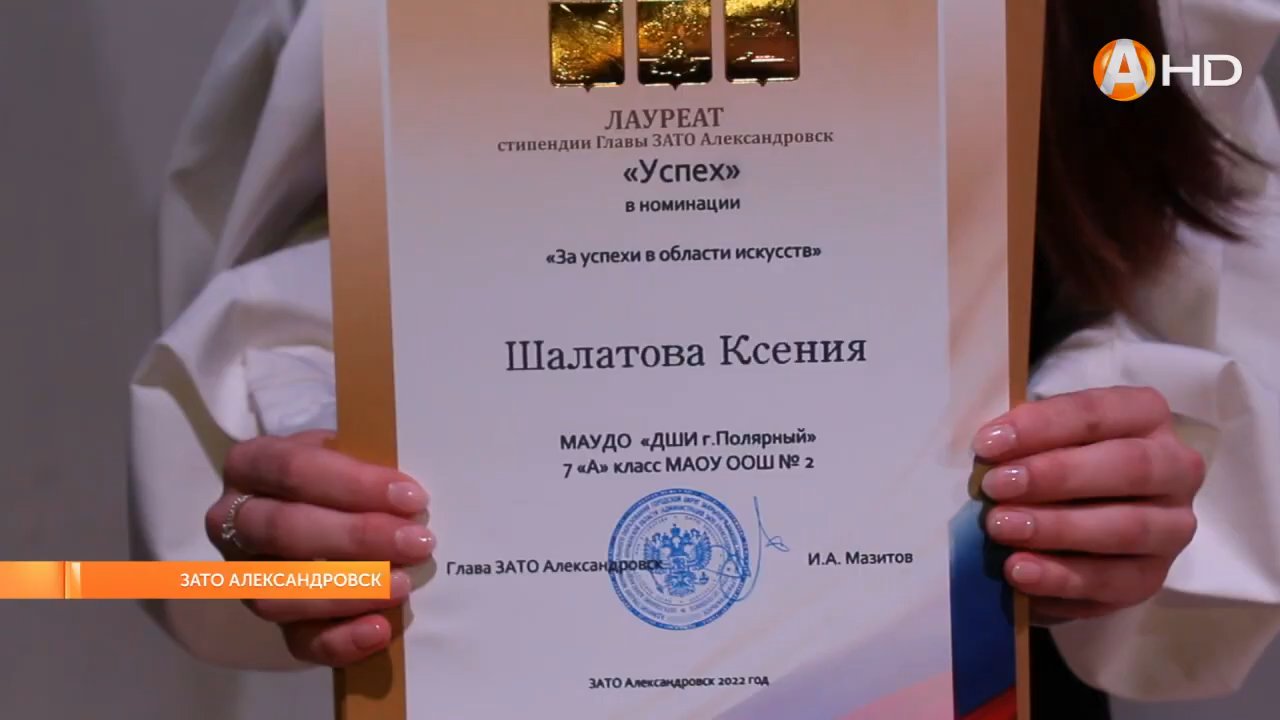 А HD
ЛАУРЕАТ
стипендии Главы ЗАТО Александровск
«Успех»
в номинации
«За успехи в области искусств»
Шалатова Ксения
МАУДО «ДШИ г.Полярный»
7 «А» класс МАОУ ООШ № 2
Глава ЗАТО Александровск
И.А. Мазитов
ЗАТО АЛЕКСАНДРОВСК
ЗАТО Александровск 2022 год